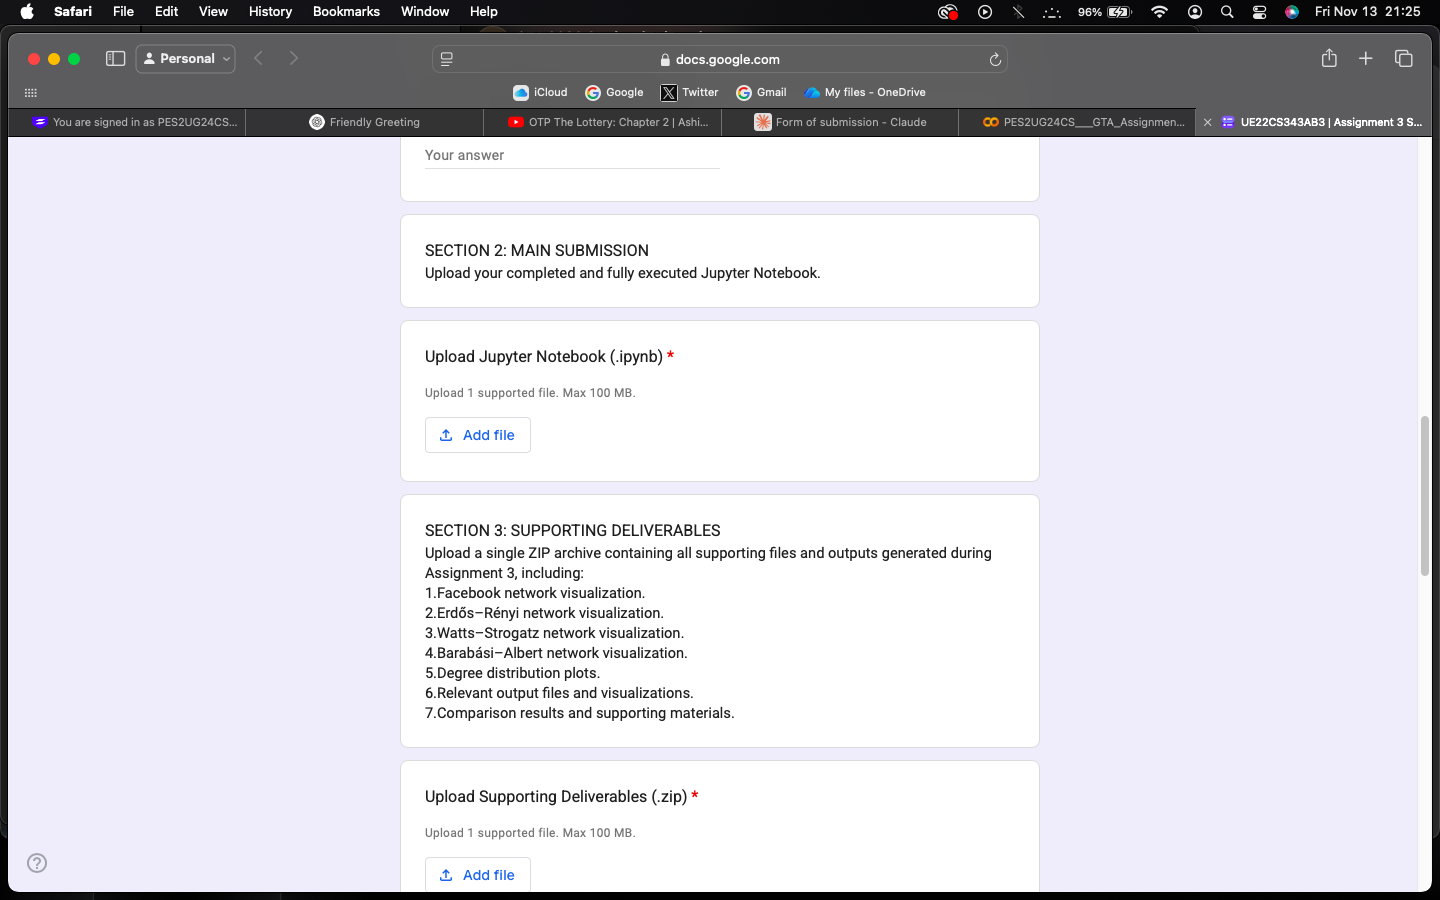 Safari File Edit View History Bookmarks Window Help 96% Fri Nov 13 21:25
Personal docs.google.com
iCloud Google Twitter Gmail My files - OneDrive
You are signed in as PES2UG24CS... Friendly Greeting OTP The Lottery: Chapter 2 | Ashi... Form of submission - Claude PES2UG24CS___GTA_Assignmen... UE22CS343AB3 | Assignment 3 S...
Your answer
SECTION 2: MAIN SUBMISSION
Upload your completed and fully executed Jupyter Notebook.
Upload Jupyter Notebook (.ipynb) *
Upload 1 supported file. Max 100 MB.
Add file
SECTION 3: SUPPORTING DELIVERABLES
Upload a single ZIP archive containing all supporting files and outputs generated during
Assignment 3, including:
1.Facebook network visualization.
2.Erdős–Rényi network visualization.
3.Watts–Strogatz network visualization.
4.Barabási–Albert network visualization.
5.Degree distribution plots.
6.Relevant output files and visualizations.
7.Comparison results and supporting materials.
Upload Supporting Deliverables (.zip) *
Upload 1 supported file. Max 100 MB.
Add file